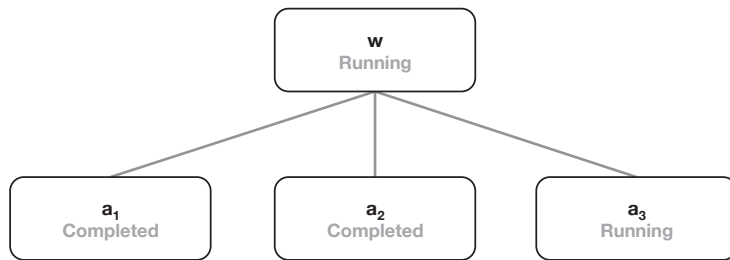 w
Running
a₁
Completed
a₂
Completed
a₃
Running